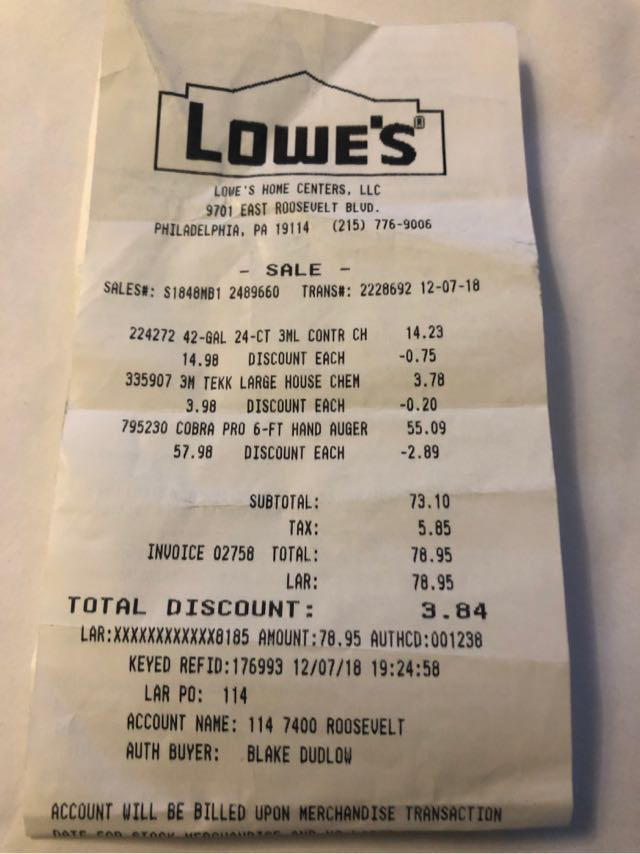 LOWE'S®
LOWE'S HOME CENTERS, LLC
9701 EAST ROOSEVELT BLVD.
PHILADELPHIA, PA 19114 (215) 776-9006
- SALE -
SALES#: S1848MB1 2489660 TRANS#: 2228692 12-07-18
224272 42-GAL 24-CT 3ML CONTR CH 14.23
14.98 DISCOUNT EACH -0.75
335907 3M TEKK LARGE HOUSE CHEM 3.78
3.98 DISCOUNT EACH -0.20
795230 COBRA PRO 6-FT HAND AUGER 55.09
57.98 DISCOUNT EACH -2.89
SUBTOTAL: 73.10
TAX: 5.85
INVOICE 02758 TOTAL: 78.95
LAR: 78.95
TOTAL DISCOUNT: 3.84
LAR:XXXXXXXXXXXX8185 AMOUNT:78.95 AUTHCD:001238
KEYED REFID:176993 12/07/18 19:24:58
LAR PO: 114
ACCOUNT NAME: 114 7400 ROOSEVELT
AUTH BUYER: BLAKE DUDLOW
ACCOUNT WILL BE BILLED UPON MERCHANDISE TRANSACTION
DATE FOR STOCK MERCHANDISE AND